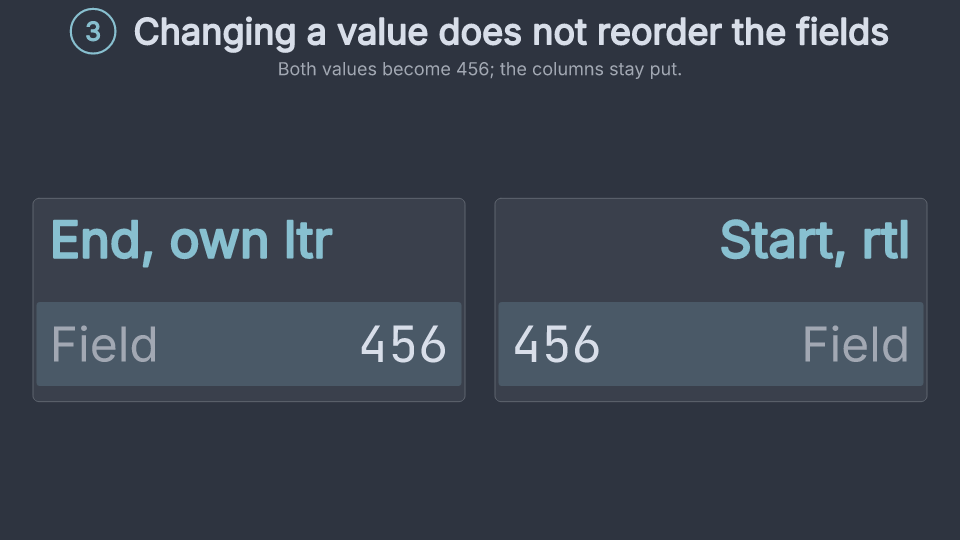 3 Changing a value does not reorder the fields
Both values become 456; the columns stay put.
End, own ltr
Field 456
Start, rtl
456 Field